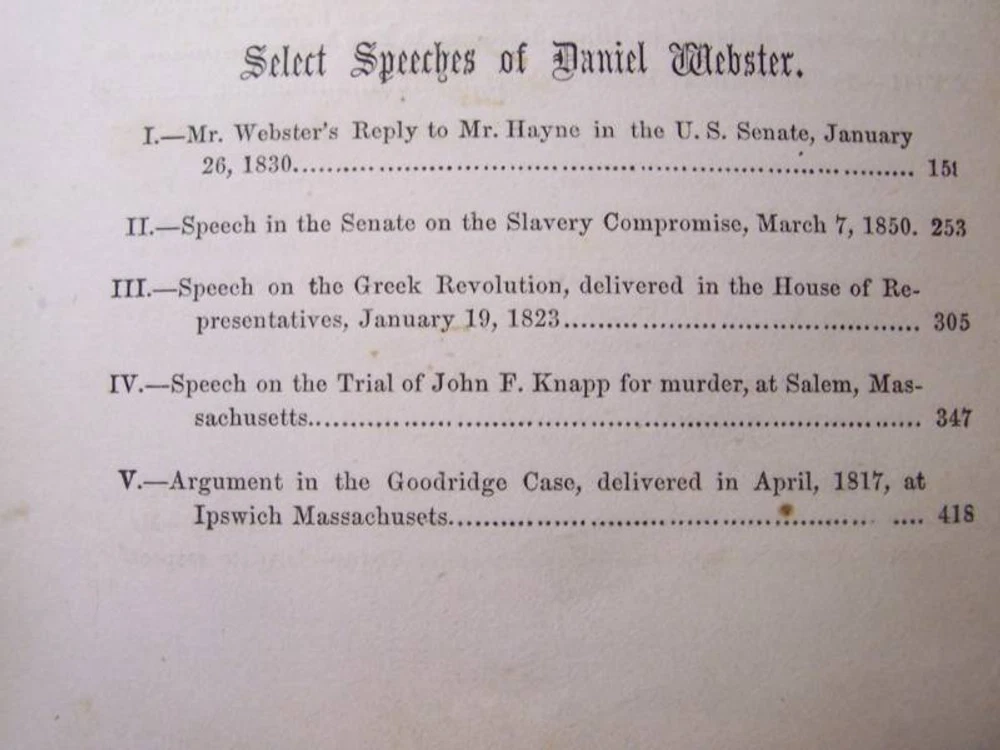 Select Speeches of Daniel Webster.
I.—Mr. Webster's Reply to Mr. Hayne in the U. S. Senate, January
26, 1830........................................................................ 151
II.—Speech in the Senate on the Slavery Compromise, March 7, 1850. 253
III.—Speech on the Greek Revolution, delivered in the House of Re-
presentatives, January 19, 1823.......................................... 305
IV.—Speech on the Trial of John F. Knapp for murder, at Salem, Mas-
sachusetts...................................................................... 347
V.—Argument in the Goodridge Case, delivered in April, 1817, at
Ipswich Massachusets.................................................. .... 418